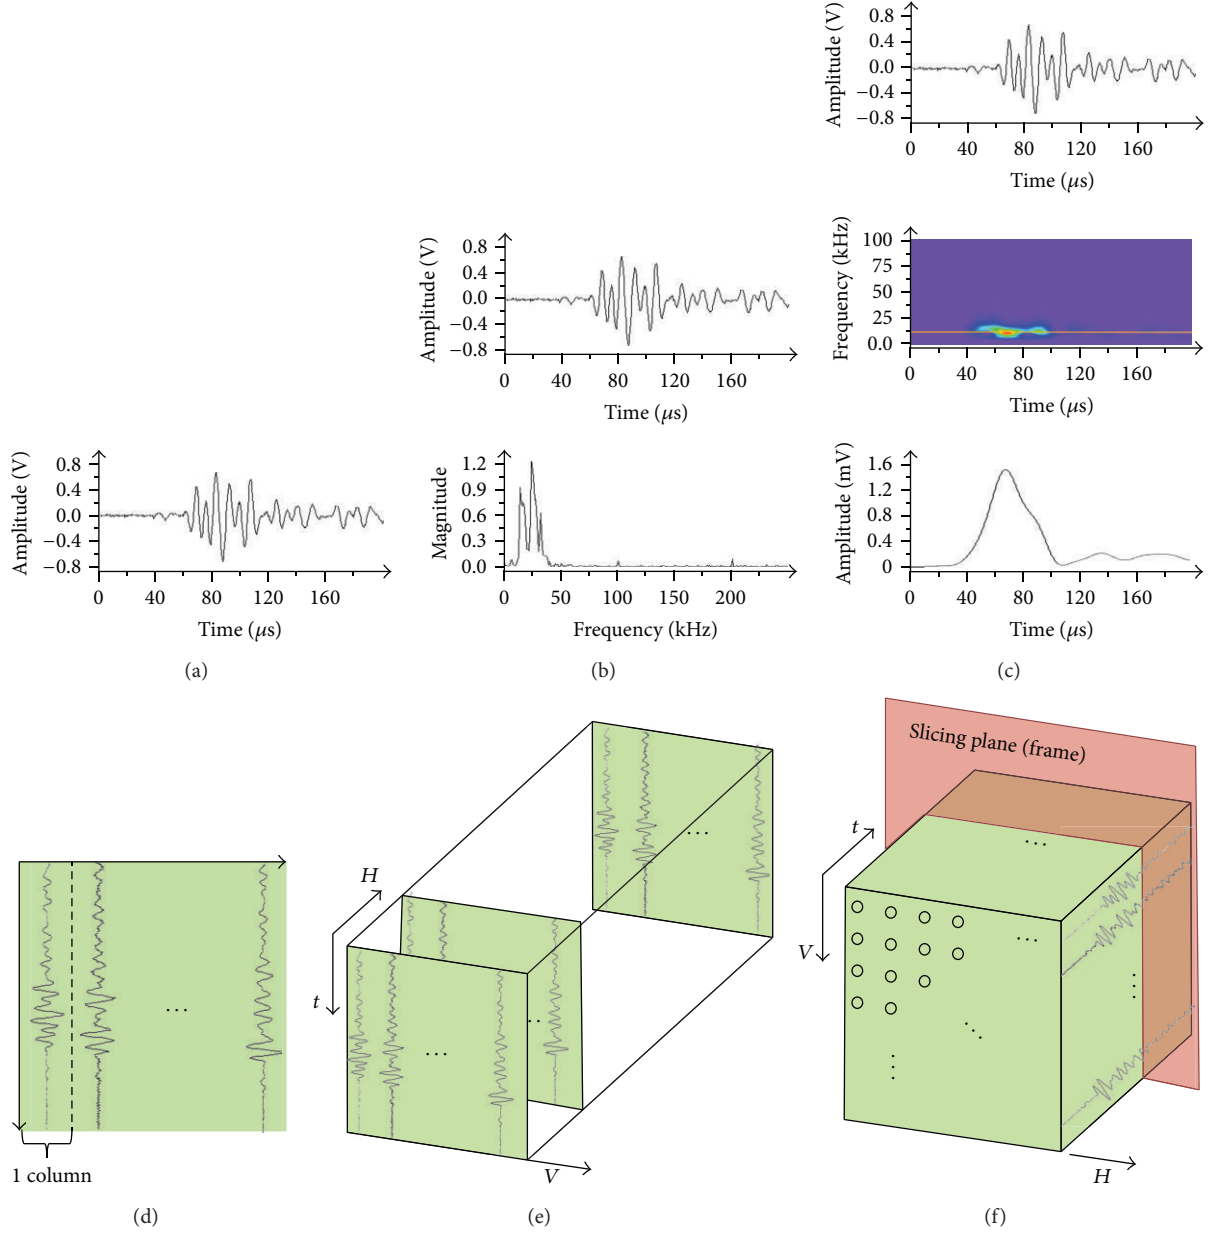 Amplitude (V)
0.8
0.4
0.0
−0.4
−0.8
0 40 80 120 160
Time (μs)
Amplitude (V)
0.8
0.4
0.0
−0.4
−0.8
0 40 80 120 160
Time (μs)
Frequency (kHz)
100
75
50
25
0.0
0 40 80 120 160
Time (μs)
Amplitude (V)
0.8
0.4
0.0
−0.4
−0.8
0 40 80 120 160
Time (μs)
(a)
Magnitude
1.2
0.9
0.6
0.3
0.0
0 50 100 150 200
Frequency (kHz)
(b)
Amplitude (mV)
1.6
1.2
0.8
0.4
0
0 40 80 120 160
Time (μs)
(c)
...
1 column
(d)
H
t
...
...
...
V
(e)
Slicing plane (frame)
t
V
...
...
...
...
...
H
(f)